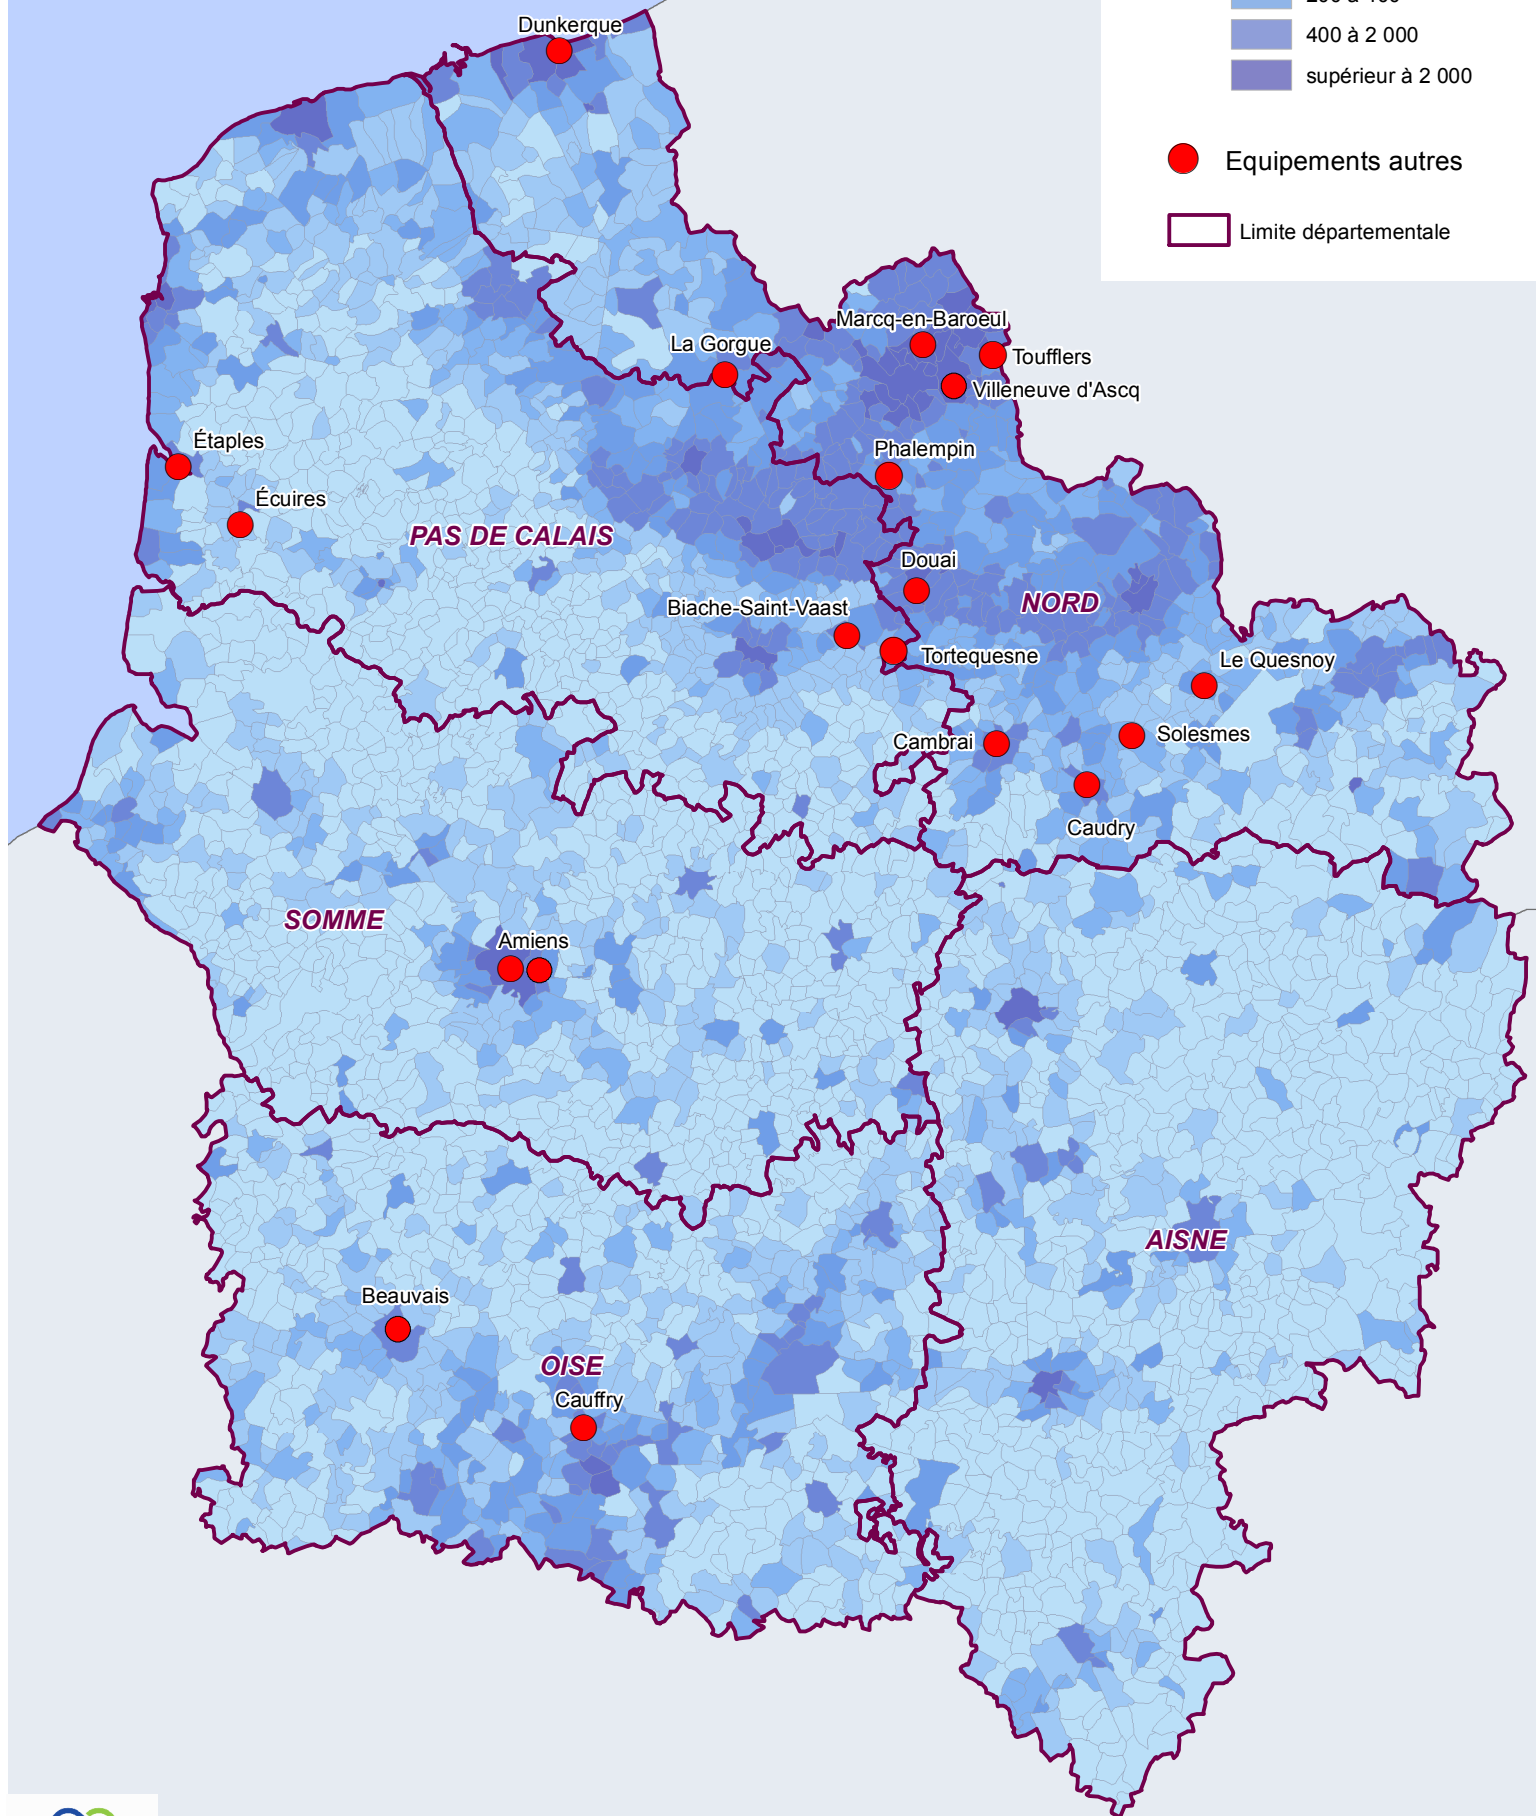 200 à 400
400 à 2 000
supérieur à 2 000
Equipements autres
Limite départementale
Dunkerque
Marcq-en-Baroeul
La Gorgue
Toufflers
Villeneuve d'Ascq
Étaples
Phalempin
Écuires
PAS DE CALAIS
Douai
NORD
Biache-Saint-Vaast
Tortequesne
Le Quesnoy
Cambrai
Solesmes
Caudry
SOMME
Amiens
AISNE
Beauvais
OISE
Cauffry